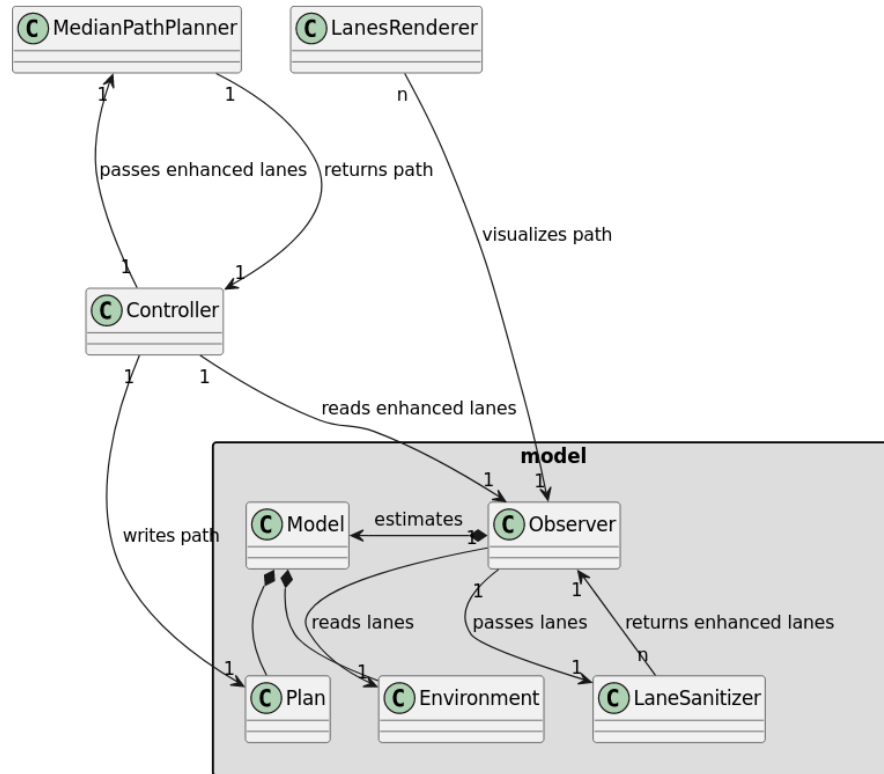 C MedianPathPlanner
C LanesRenderer
1
1
n
passes enhanced lanes
returns path
visualizes path
1
1
C Controller
1
1
reads enhanced lanes
model
1
1
C Model
estimates
1
C Observer
writes path
1
1
reads lanes
passes lanes
returns enhanced lanes
n
1
1
1
C Plan
C Environment
C LaneSanitizer